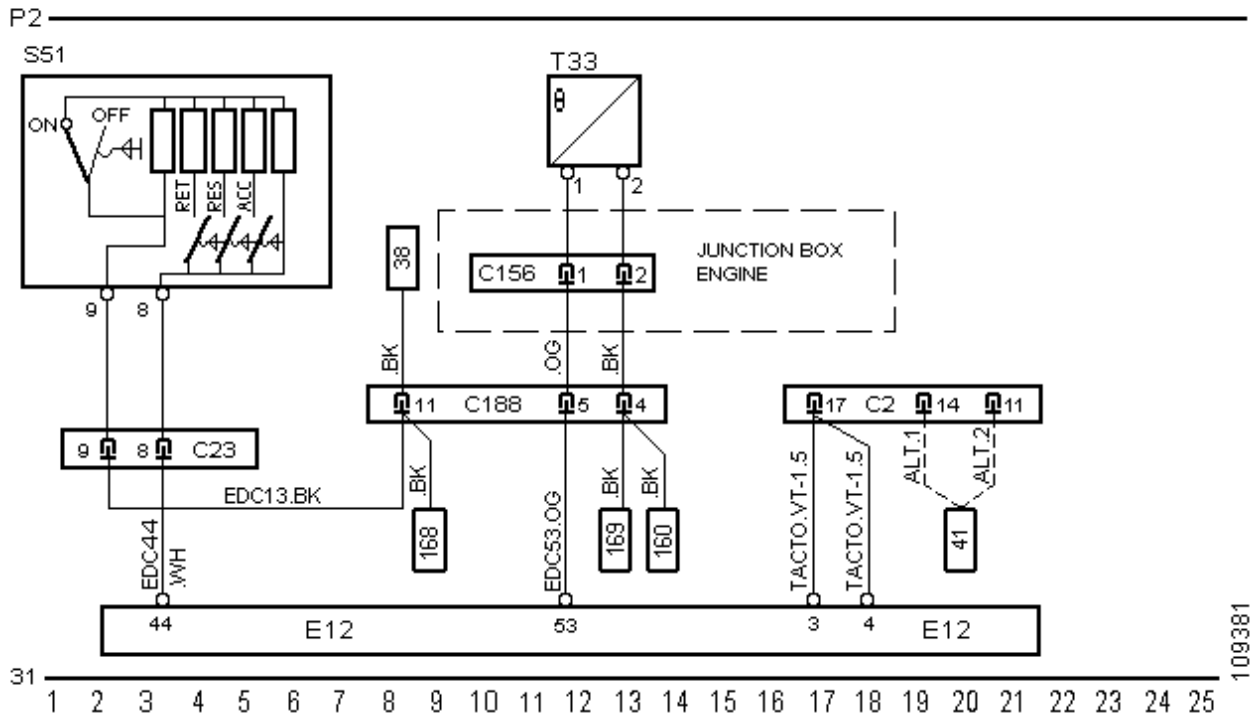 P2
S51
T33
ON
OFF
RET
RES
ACC
1
2
38
JUNCTION BOX
ENGINE
C156
1
2
9
8
.BK
.OG
.BK
11
C188
5
4
17
C2
14
11
9
8
C23
EDC13.BK
.BK
168
EDC44
.WH
EDC53.OG
.BK
169
.BK
160
TACTO.VT-1.5
TACTO.VT-1.5
ALT.1
ALT.2
41
44
E12
53
3
4
E12
109381
31
1 2 3 4 5 6 7 8 9 10 11 12 13 14 15 16 17 18 19 20 21 22 23 24 25